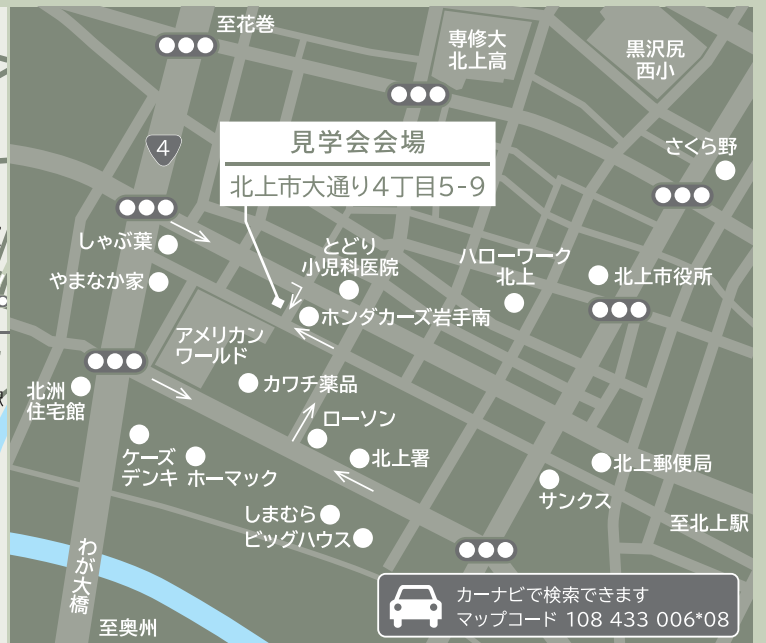 至花巻
専修大
北上高
黒沢尻
西小
4
見学会会場
北上市大通り4丁目5-9
さくら野
しゃぶ葉
とどり
小児科医院
ハローワーク
北上
北上市役所
やまなか家
ホンダカーズ岩手南
アメリカン
ワールド
カワチ薬品
北洲
住宅館
ローソン
北上署
ケーズ
デンキ
ホーマック
北上郵便局
サンクス
しまむら
ビッグハウス
至北上駅
わが大橋
至奥州
カーナビで検索できます
マップコード 108 433 006*08